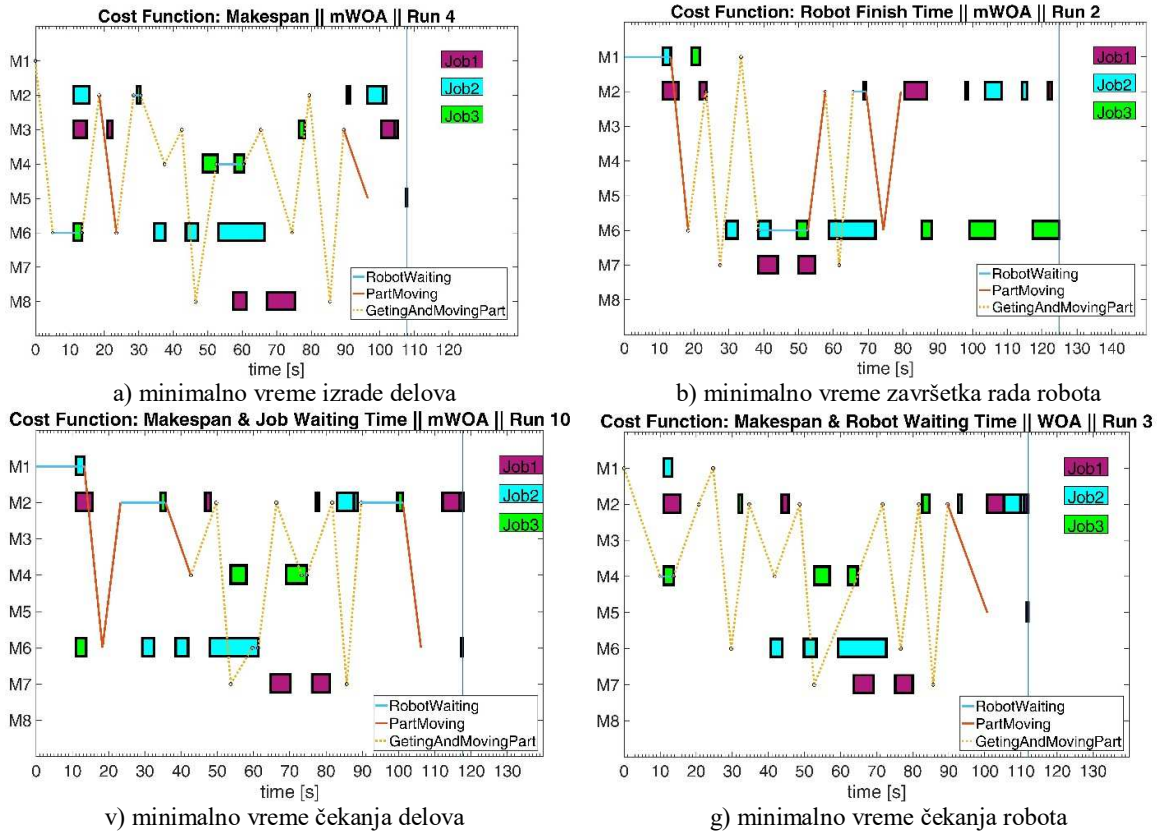 Cost Function: Makespan || mWOA || Run 4
M1
M2
M3
M4
M5
M6
M8
Job1
Job2
Job3
RobotWaiting
PartMoving
GetingAndMovingPart
0 10 20 30 40 50 60 70 80 90 100 110 120
time [s]
a) minimalno vreme izrade delova
Cost Function: Robot Finish Time || mWOA || Run 2
M1
M2
M3
M4
M5
M6
M7
M8
Job1
Job2
Job3
RobotWaiting
PartMoving
GetingAndMovingPart
0 10 20 30 40 50 60 70 80 90 100 110 120 130 140
time [s]
b) minimalno vreme završetka rada robota
Cost Function: Makespan & Job Waiting Time || mWOA || Run 10
M1
M2
M3
M4
M5
M6
M7
M8
Job1
Job2
Job3
RobotWaiting
PartMoving
GetingAndMovingPart
0 10 20 30 40 50 60 70 80 90 100 110 120 130
time [s]
v) minimalno vreme čekanja delova
Cost Function: Makespan & Robot Waiting Time || WOA || Run 3
M1
M2
M3
M4
M5
M6
M7
M8
Job1
Job2
Job3
RobotWaiting
PartMoving
GetingAndMovingPart
0 10 20 30 40 50 60 70 80 90 100 110 120 130
time [s]
g) minimalno vreme čekanja robota